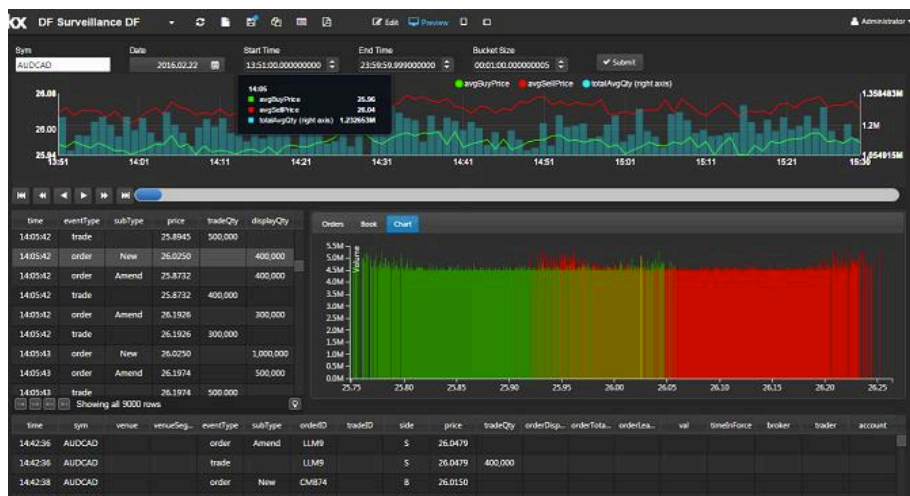 KX DF Surveillance DF Edit Preview Administrator
Sym Date Start Time End Time Bucket Size
AUDCAD 2016.02.22 13:51:00.000000000 23:59:59.999000000 00:01:00.000000005 Submit
avgBuyPrice avgSellPrice totalAvgQty (right axis)
14:05
avgBuyPrice 25.96
avgSellPrice 26.04
totalAvgQty (right axis) 1.232653M
26.08 1.358483M
26.00 1.2M
25.94 1.054915M
13:51 14:01 14:11 14:21 14:31 14:41 14:51 15:01 15:11 15:21 15:30
time eventType subType price tradeQty displayQty
14:05:42 trade 25.8945 500,000
14:05:42 order New 26.0250 400,000
14:05:42 order Amend 25.8732 400,000
14:05:42 trade 25.8732 400,000
14:05:42 order Amend 26.1926 300,000
14:05:42 trade 26.1926 300,000
14:05:43 order New 26.0250 1,000,000
14:05:43 order Amend 26.1974 500,000
14:05:43 trade 26.1974 500,000
Showing all 9000 rows
Orders Book Chart
Volume
5.5M
5.0M
4.5M
4.0M
3.5M
3.0M
2.5M
2.0M
1.5M
1.0M
0.5M
0.0M
25.75 25.80 25.85 25.90 25.95 26.00 26.05 26.10 26.15 26.20 26.25
time sym venue venueSeg... eventType subType orderID tradeID side price tradeQty orderDisp... orderTota... orderLea... val timeInForce broker trader account
14:42:36 AUDCAD order Amend LLM9 S 26.0479
14:42:36 AUDCAD trade LLM9 S 26.0479 400,000
14:42:38 AUDCAD order New CMB74 B 26.0150